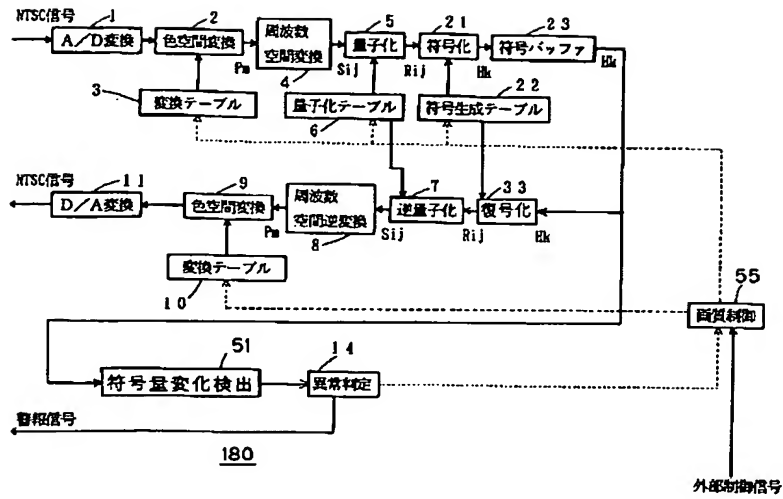 NTSC信号
1
A/D変換
2
色空間変換
Pm
周波数
空間変換
4
Sij
5
量子化
Rij
21
符号化
Hk
23
符号バッファ
Hk
3
変換テーブル
量子化テーブル
6
22
符号生成テーブル
NTSC信号
11
D/A変換
9
色空間変換
Pm
周波数
空間逆変換
8
Sij
7
逆量子化
Rij
33
復号化
Hk
変換テーブル
10
55
画質制御
51
符号量変化検出
14
異常判定
警報信号
180
外部制御信号